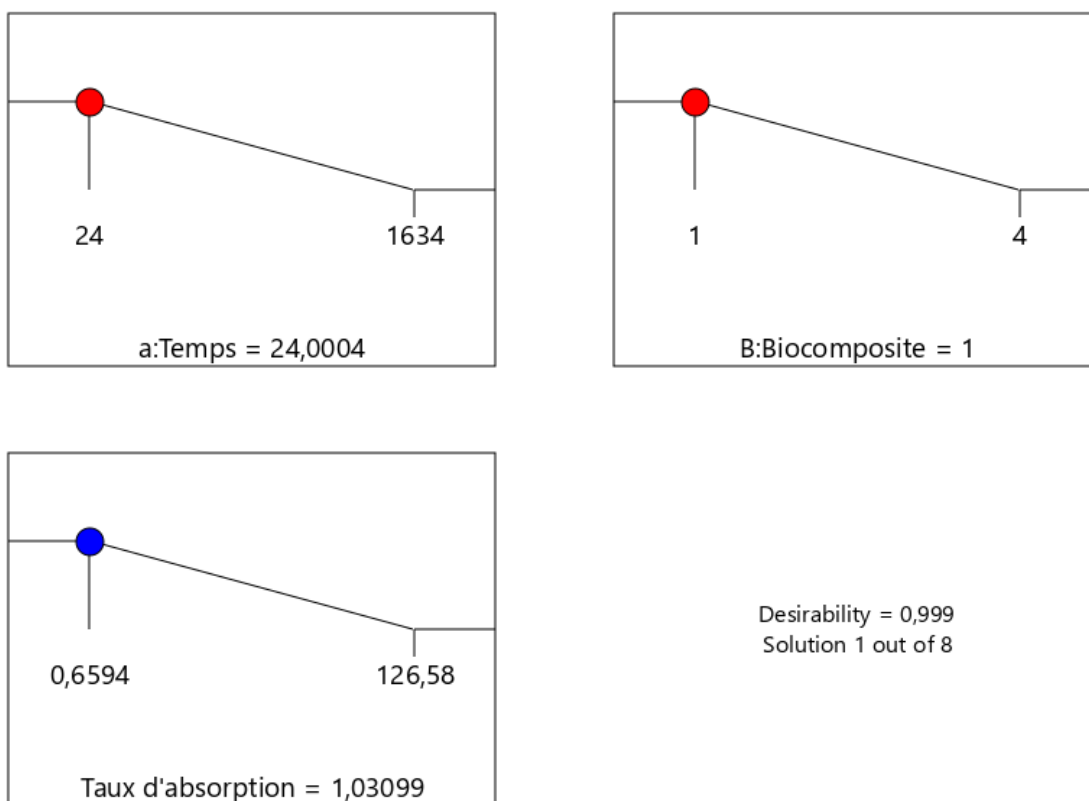 24
1634
a:Temps = 24,0004
1
4
B:Biocomposite = 1
0,6594
126,58
Taux d'absorption = 1,03099
Desirability = 0,999
Solution 1 out of 8